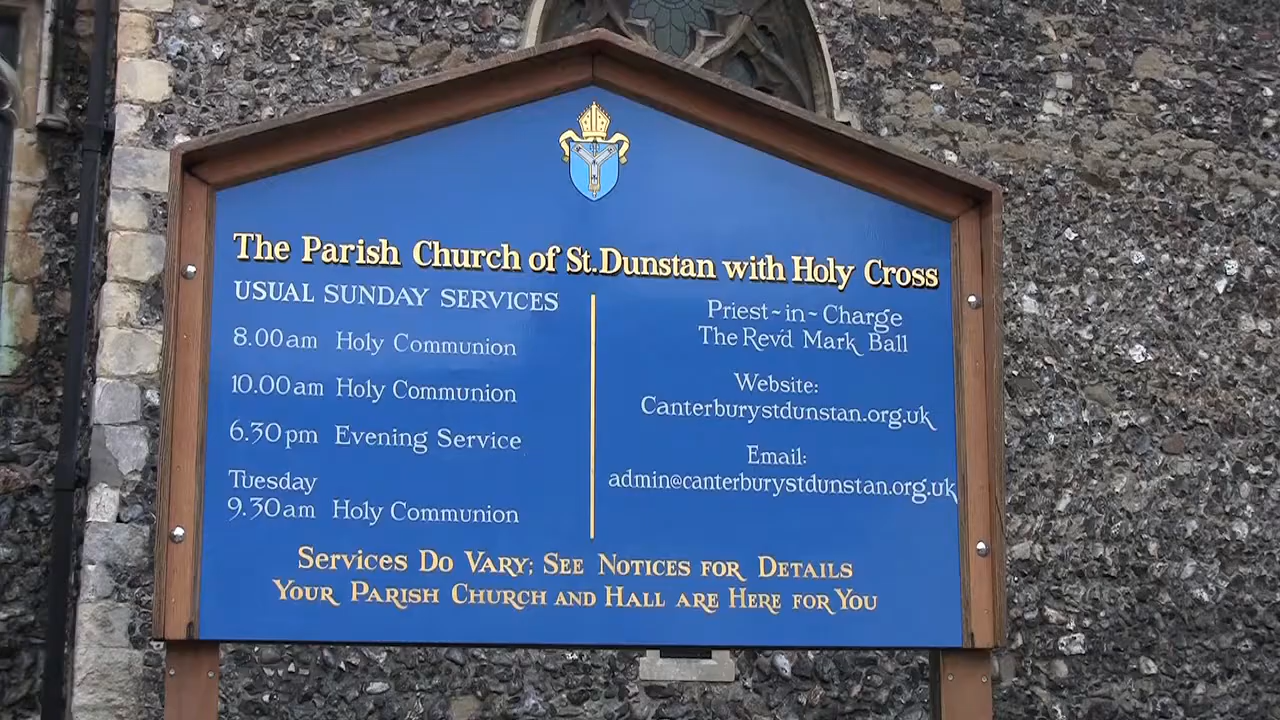 The Parish Church of St.Dunstan with Holy Cross
USUAL SUNDAY SERVICES
8.00am Holy Communion
10.00am Holy Communion
6.30pm Evening Service
Tuesday
9.30am Holy Communion
Priest~in~Charge
The Rev'd Mark Ball
Website:
Canterburystdunstan.org.uk
Email:
admin@canterburystdunstan.org.uk
Services Do Vary; See Notices for Details
Your Parish Church and Hall are Here for You